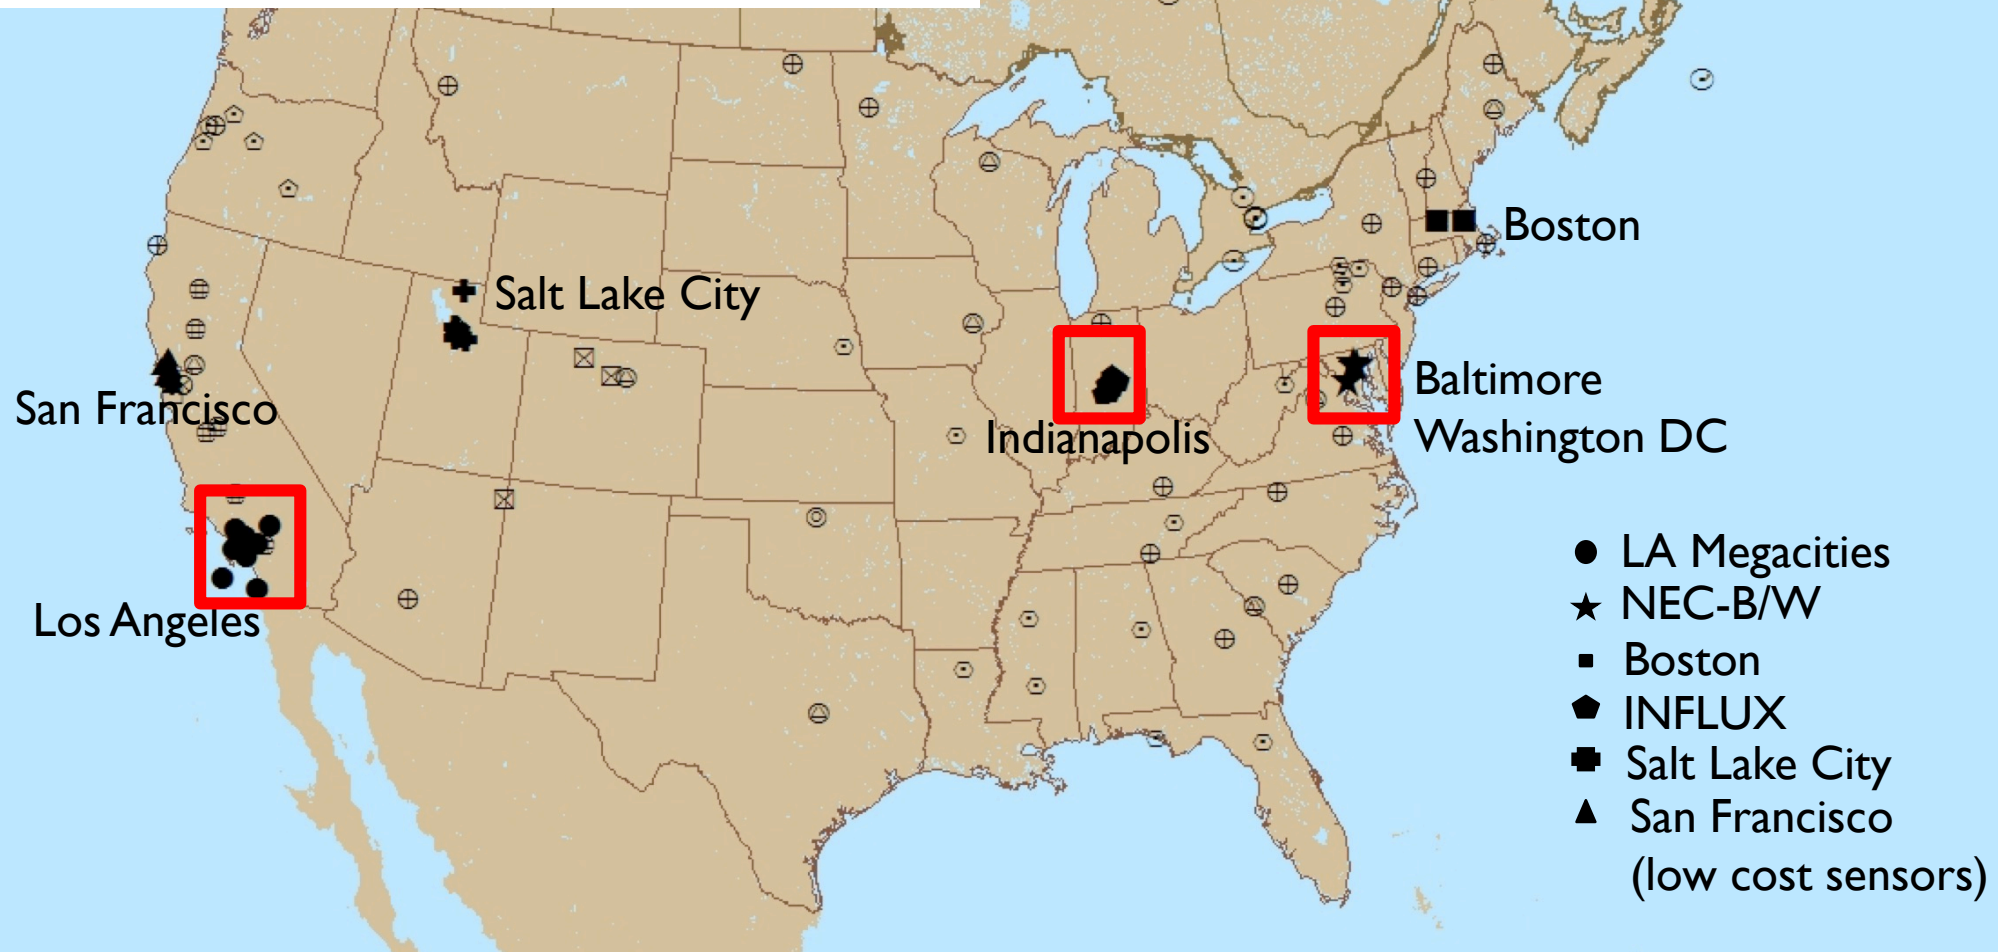 Boston
Salt Lake City
San Francisco
Baltimore
Indianapolis
Washington DC
Los Angeles
LA Megacities
NEC-B/W
Boston
INFLUX
Salt Lake City
San Francisco
(low cost sensors)